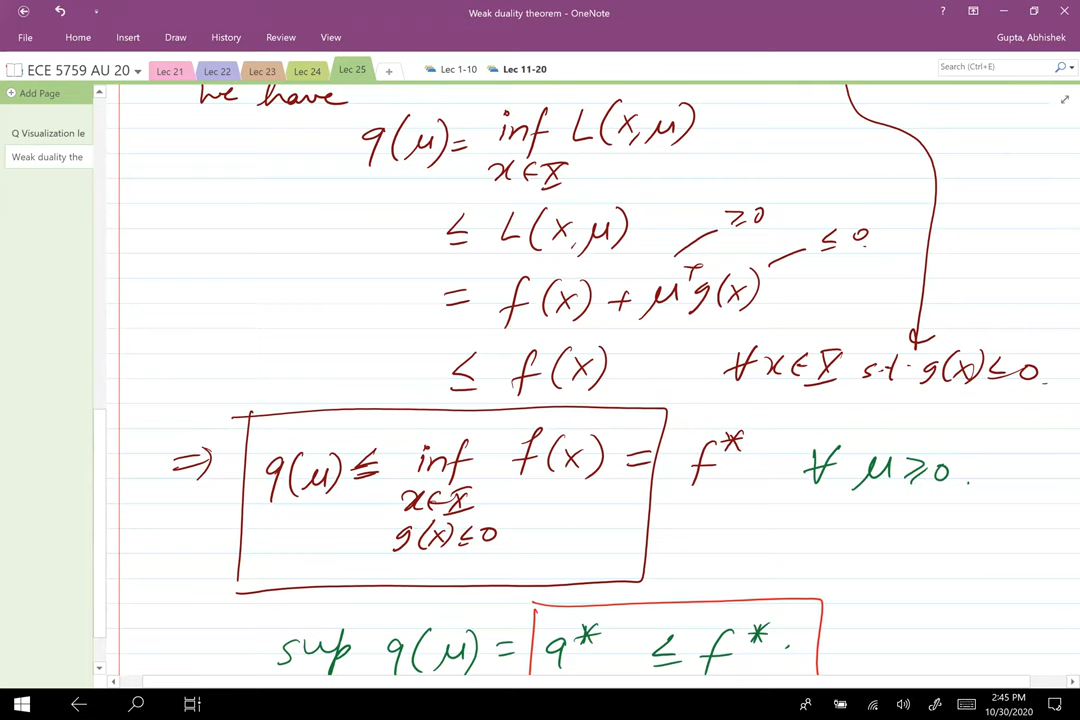 Weak duality theorem - OneNote
?
File Home Insert Draw History Review View
Gupta, Abhishek
ECE 5759 AU 20
Lec 21 Lec 22 Lec 23 Lec 24 Lec 25 +
Lec 1-10 Lec 11-20
Search (Ctrl+E)
Add Page
Q Visualization le
Weak duality the
We have
q(μ) = inf L(x, μ)
x ∈ X
≤ L(x, μ)
≥0
≤ 0
= f(x) + μᵀg(x)
≤ f(x) ∀ x ∈ X s.t. g(x) ≤ 0.
⇒ q(μ) ≤ inf f(x) = f* ∀ μ ≥ 0.
x ∈ X
g(x) ≤ 0
sup q(μ) = q* ≤ f*.
2:45 PM
10/30/2020